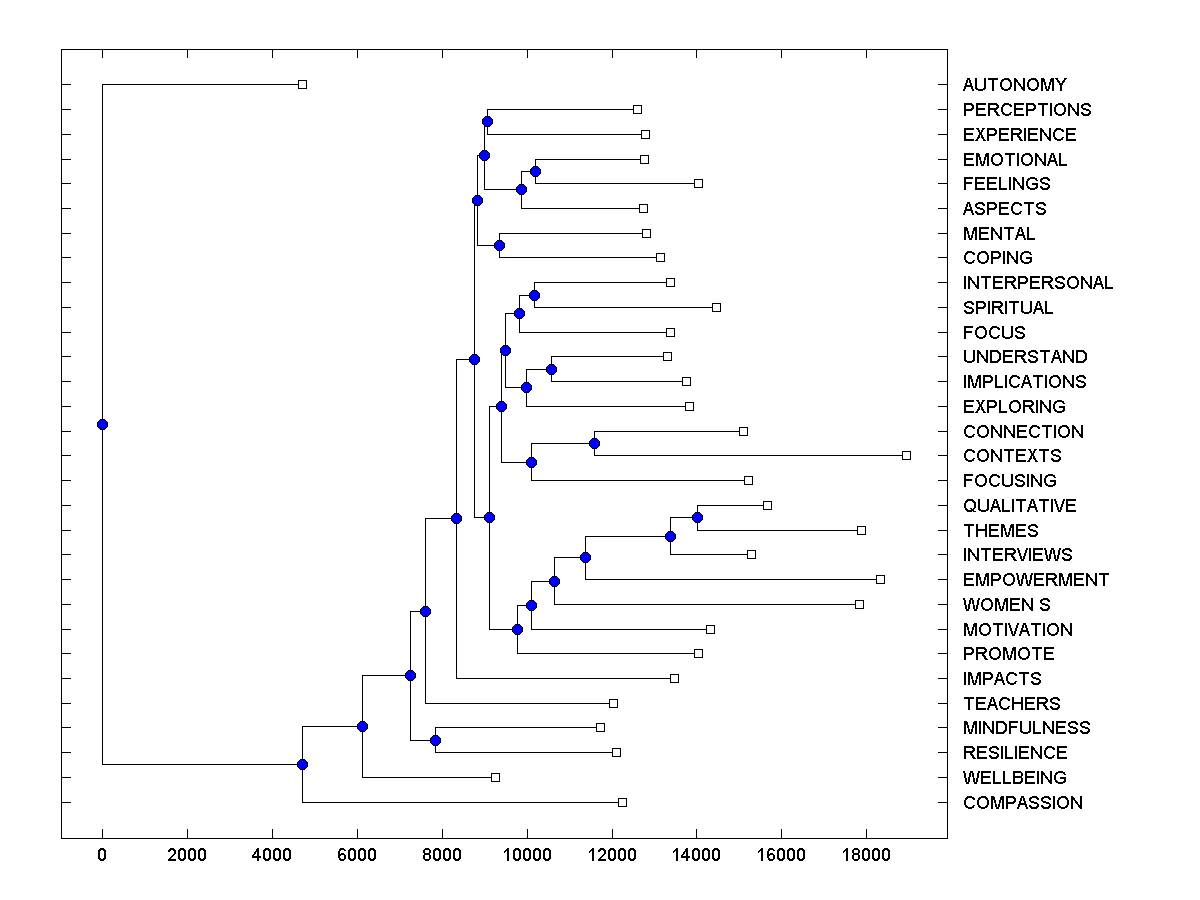 AUTONOMY
PERCEPTIONS
EXPERIENCE
EMOTIONAL
FEELINGS
ASPECTS
MENTAL
COPING
INTERPERSONAL
SPIRITUAL
FOCUS
UNDERSTAND
IMPLICATIONS
EXPLORING
CONNECTION
CONTEXTS
FOCUSING
QUALITATIVE
THEMES
INTERVIEWS
EMPOWERMENT
WOMEN S
MOTIVATION
PROMOTE
IMPACTS
TEACHERS
MINDFULNESS
RESILIENCE
WELLBEING
COMPASSION
0 2000 4000 6000 8000 10000 12000 14000 16000 18000